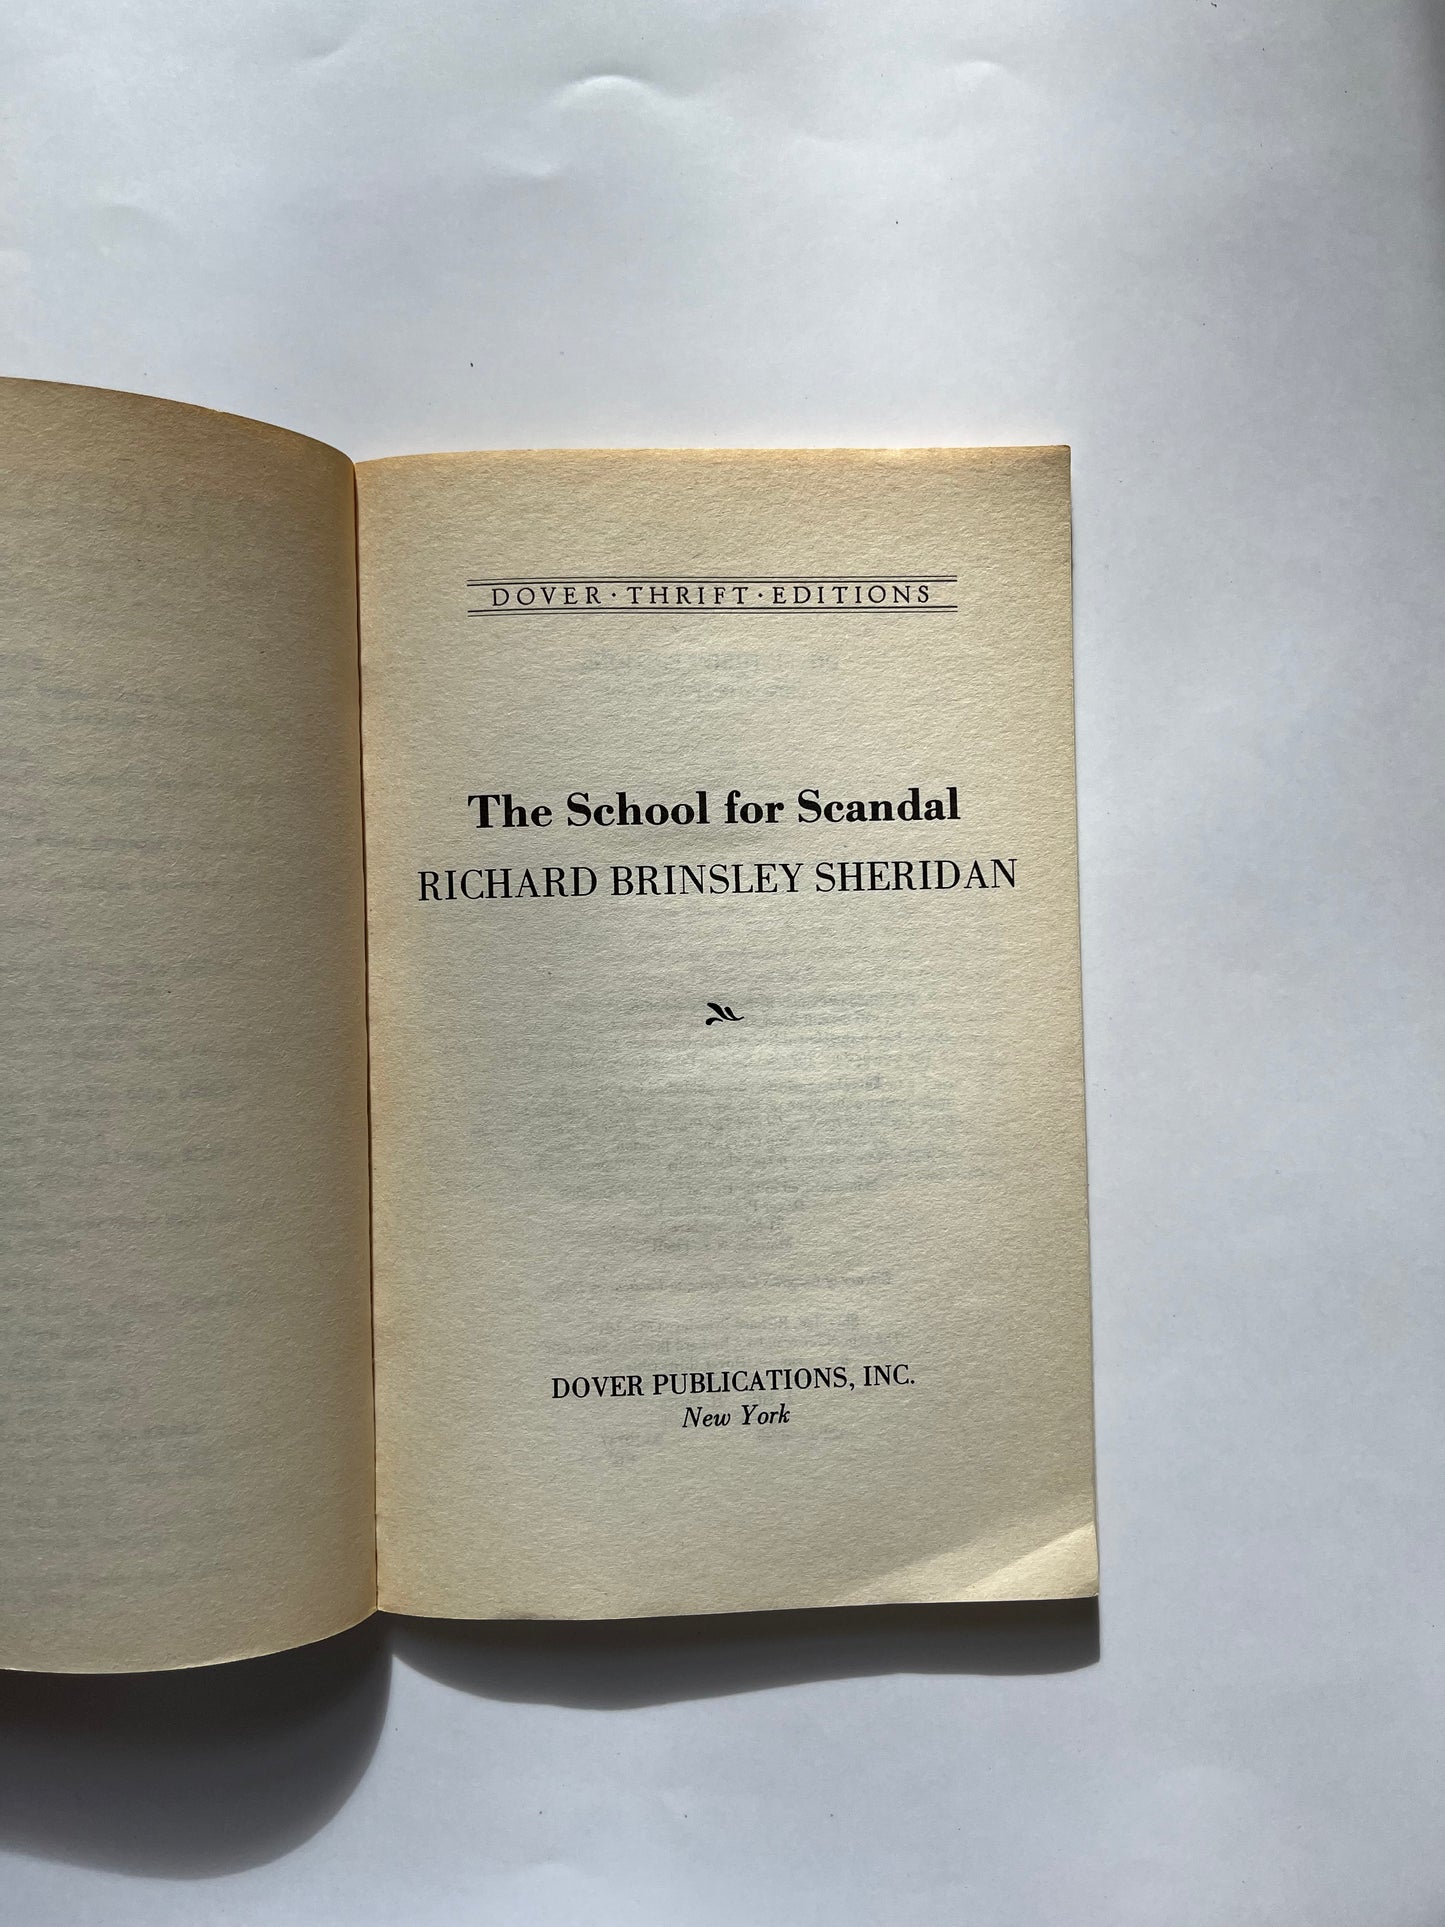 DOVER · THRIFT · EDITIONS
The School for Scandal
RICHARD BRINSLEY SHERIDAN
DOVER PUBLICATIONS, INC.
New York